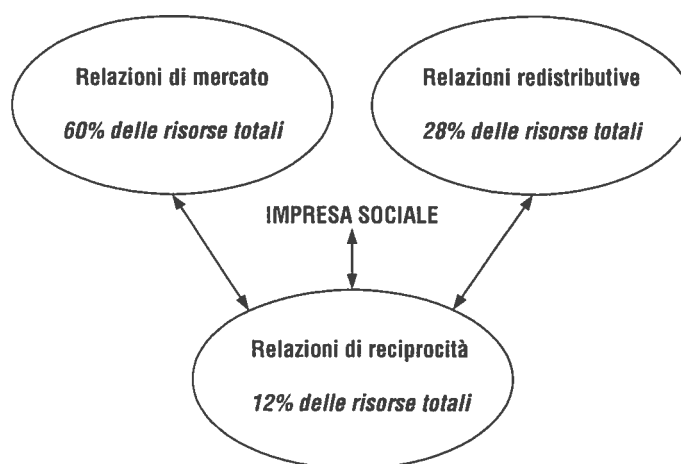 Relazioni di mercato
60% delle risorse totali
Relazioni redistributive
28% delle risorse totali
IMPRESA SOCIALE
Relazioni di reciprocità
12% delle risorse totali